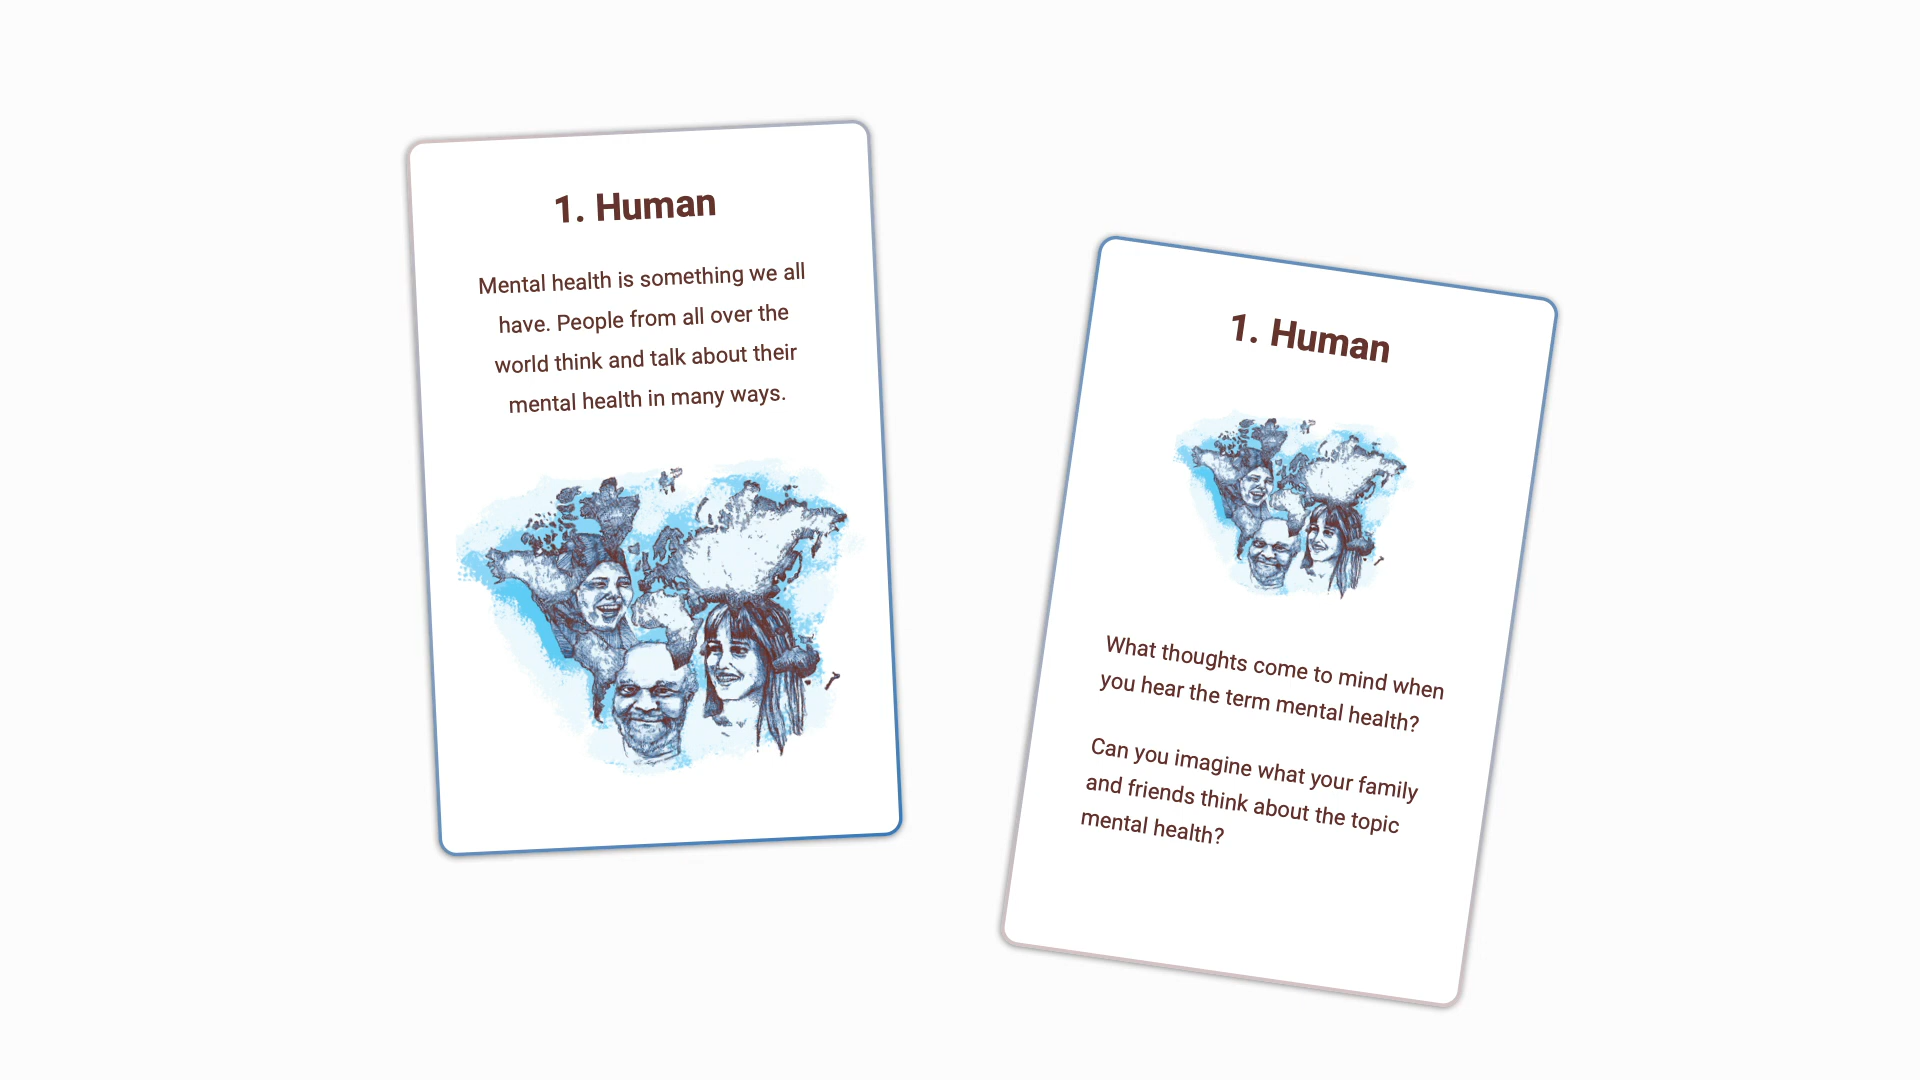 1. Human
Mental health is something we all
have. People from all over the
world think and talk about their
mental health in many ways.
1. Human
What thoughts come to mind when
you hear the term mental health?
Can you imagine what your family
and friends think about the topic
mental health?